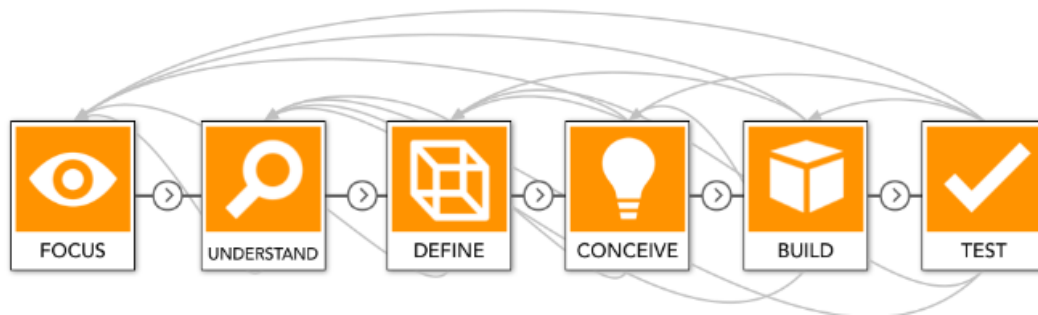 FOCUS
UNDERSTAND
DEFINE
CONCEIVE
BUILD
TEST